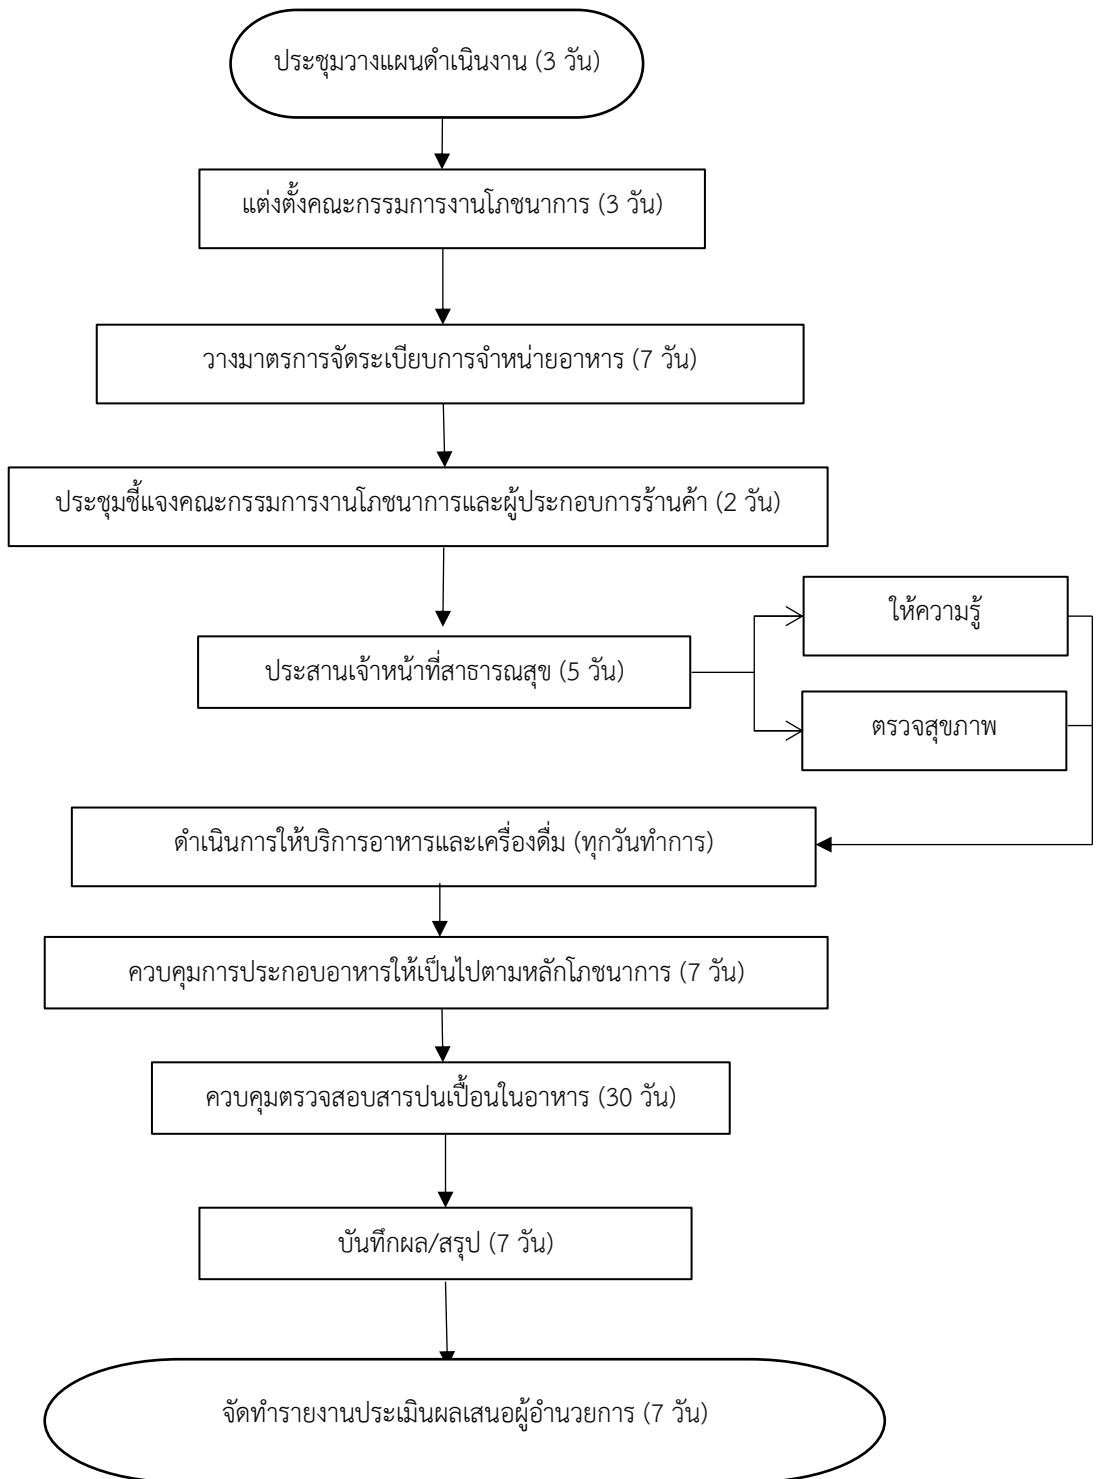 ประชุมวางแผนดำเนินงาน (3 วัน)
แต่งตั้งคณะกรรมการงานโภชนาการ (3 วัน)
วางมาตรการจัดระเบียบการจำหน่ายอาหาร (7 วัน)
ประชุมชี้แจงคณะกรรมการงานโภชนาการและผู้ประกอบการร้านค้า (2 วัน)
ประสานเจ้าหน้าที่สาธารณสุข (5 วัน)
ให้ความรู้
ตรวจสุขภาพ
ดำเนินการให้บริการอาหารและเครื่องดื่ม (ทุกวันทำการ)
ควบคุมการประกอบอาหารให้เป็นไปตามหลักโภชนาการ (7 วัน)
ควบคุมตรวจสอบสารปนเปื้อนในอาหาร (30 วัน)
บันทึกผล/สรุป (7 วัน)
จัดทำรายงานประเมินผลเสนอผู้อำนวยการ (7 วัน)